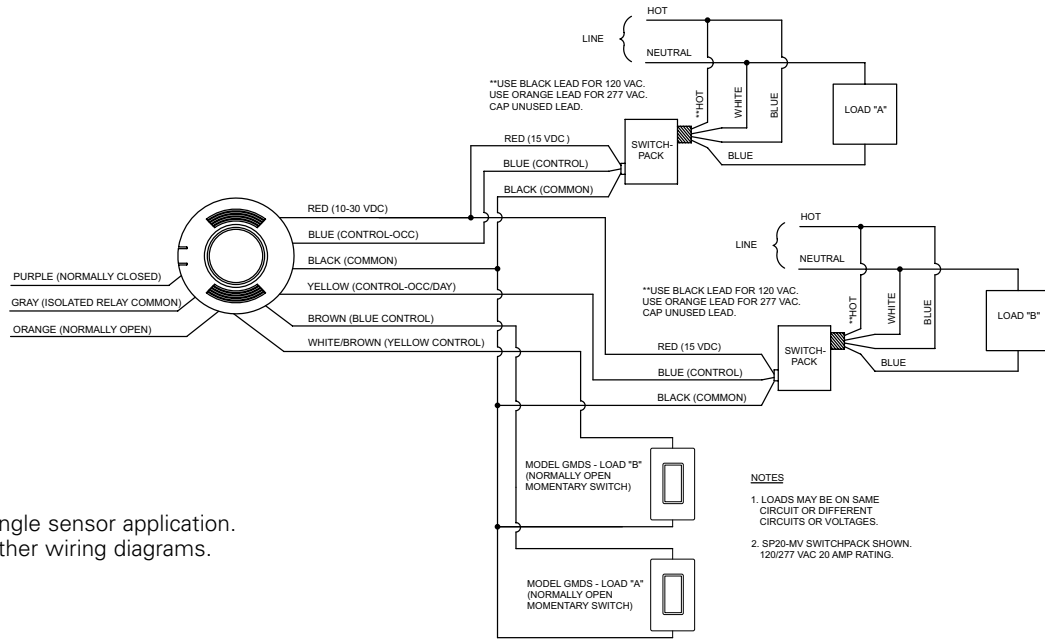 HOT
LINE
NEUTRAL
**USE BLACK LEAD FOR 120 VAC.
USE ORANGE LEAD FOR 277 VAC.
CAP UNUSED LEAD.
**HOT
WHITE
BLUE
LOAD "A"
RED (15 VDC )
SWITCH-
PACK
BLUE (CONTROL)
BLUE
BLACK (COMMON)
RED (10-30 VDC)
BLUE (CONTROL-OCC)
BLACK (COMMON)
YELLOW (CONTROL-OCC/DAY)
BROWN (BLUE CONTROL)
WHITE/BROWN (YELLOW CONTROL)
PURPLE (NORMALLY CLOSED)
GRAY (ISOLATED RELAY COMMON)
ORANGE (NORMALLY OPEN)
HOT
LINE
NEUTRAL
**USE BLACK LEAD FOR 120 VAC.
USE ORANGE LEAD FOR 277 VAC.
CAP UNUSED LEAD.
**HOT
WHITE
BLUE
LOAD "B"
RED (15 VDC)
SWITCH-
PACK
BLUE (CONTROL)
BLUE
BLACK (COMMON)
MODEL GMDS - LOAD "B"
(NORMALLY OPEN
MOMENTARY SWITCH)
MODEL GMDS - LOAD "A"
(NORMALLY OPEN
MOMENTARY SWITCH)
NOTES
1. LOADS MAY BE ON SAME
CIRCUIT OR DIFFERENT
CIRCUITS OR VOLTAGES.
2. SP20-MV SWITCHPACK SHOWN.
120/277 VAC 20 AMP RATING.
ngle sensor application.
ther wiring diagrams.